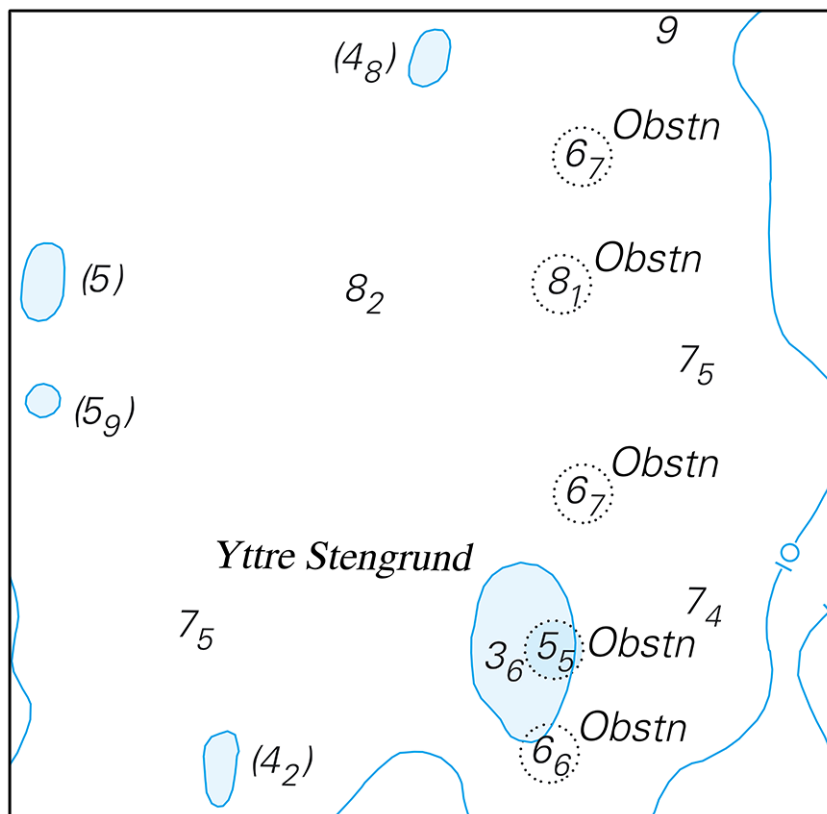 9
(4₈)
Obstn
6₇
Obstn
(5)
8₂
8₁
7₅
(5₉)
Obstn
6₇
Yttre Stengrund
10
7₄
7₅
3₆
5₅
Obstn
Obstn
6₆
(4₂)